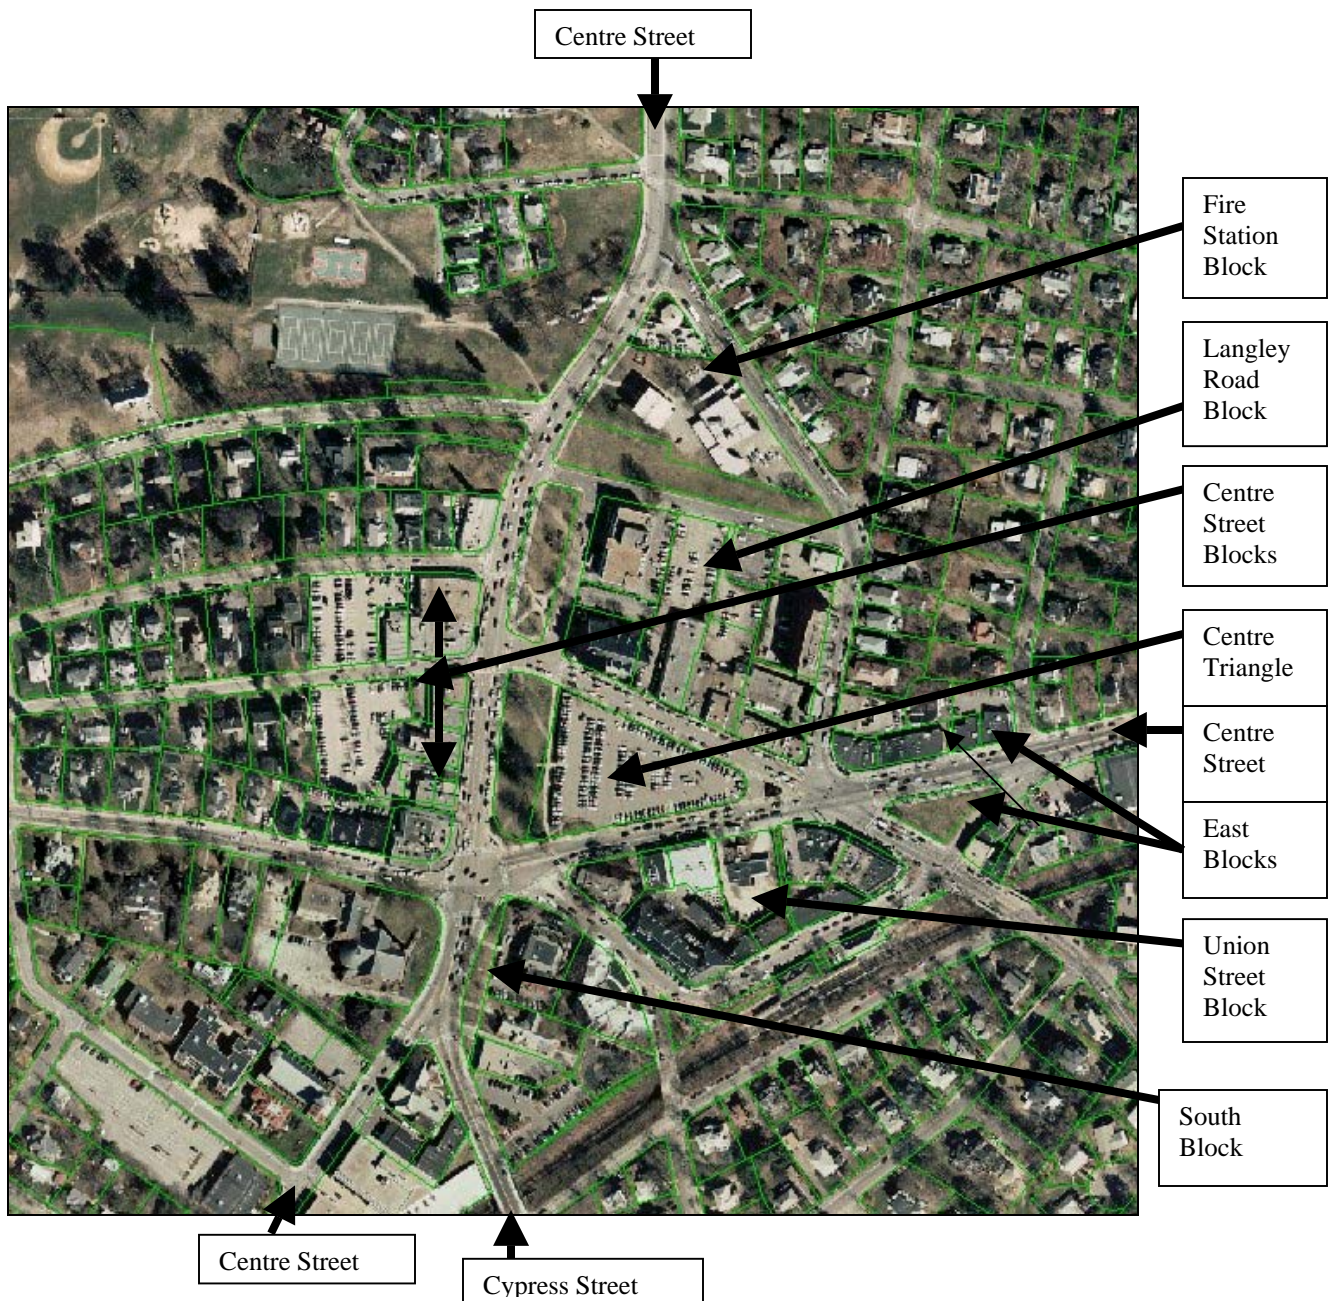 Centre Street
Fire
Station
Block
Langley
Road
Block
Centre
Street
Blocks
Centre
Triangle
Centre
Street
East
Blocks
Union
Street
Block
South
Block
Centre Street
Cypress Street